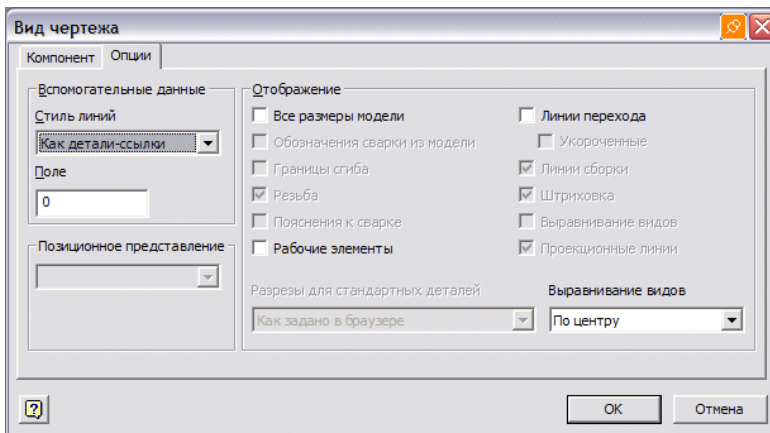 Вид чертежа
Компонент Опции
Вспомогательные данные
Стиль линий
Как детали-ссылки
Поле
0
Позиционное представление
Отображение
Все размеры модели
Обозначения сварки из модели
Границы сгиба
Резьба
Пояснения к сварке
Рабочие элементы
Линии перехода
Укороченные
Линии сборки
Штриховка
Выравнивание видов
Проекционные линии
Разрезы для стандартных деталей
Как задано в браузере
Выравнивание видов
По центру
?
OK Отмена